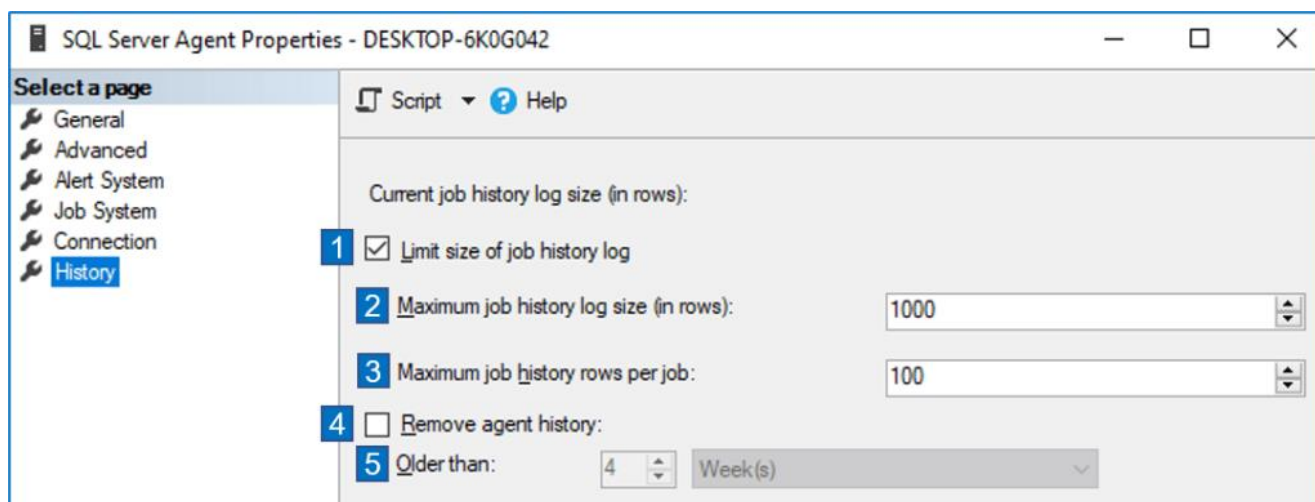 SQL Server Agent Properties - DESKTOP-6K0G042
Select a page
General
Advanced
Alert System
Job System
Connection
History
Script Help
Current job history log size (in rows):
1 Limit size of job history log
2 Maximum job history log size (in rows): 1000
3 Maximum job history rows per job: 100
4 Remove agent history:
5 Older than: 4 Week(s)